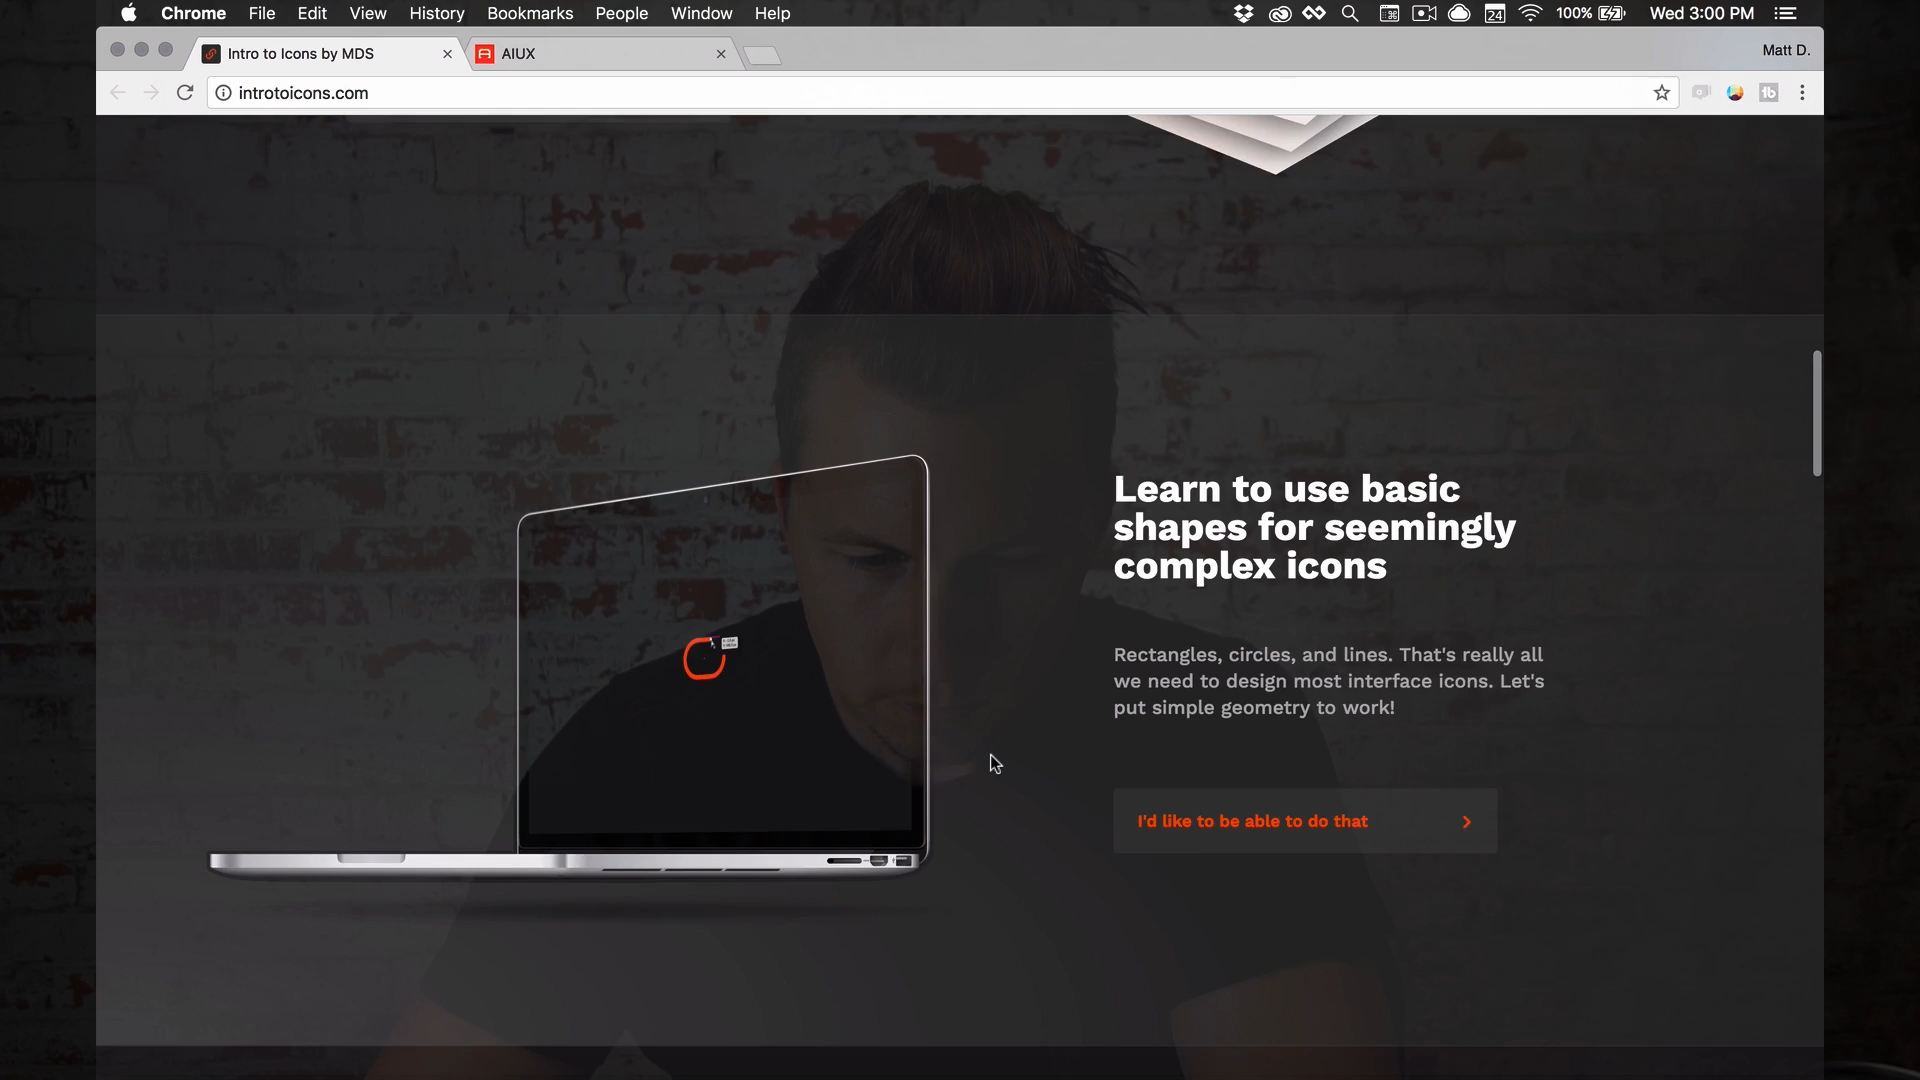 Chrome File Edit View History Bookmarks People Window Help 24 100% Wed 3:00 PM
Intro to Icons by MDS AIUX Matt D.
introtoicons.com
Learn to use basic
shapes for seemingly
complex icons
Rectangles, circles, and lines. That's really all
we need to design most interface icons. Let's
put simple geometry to work!
I'd like to be able to do that